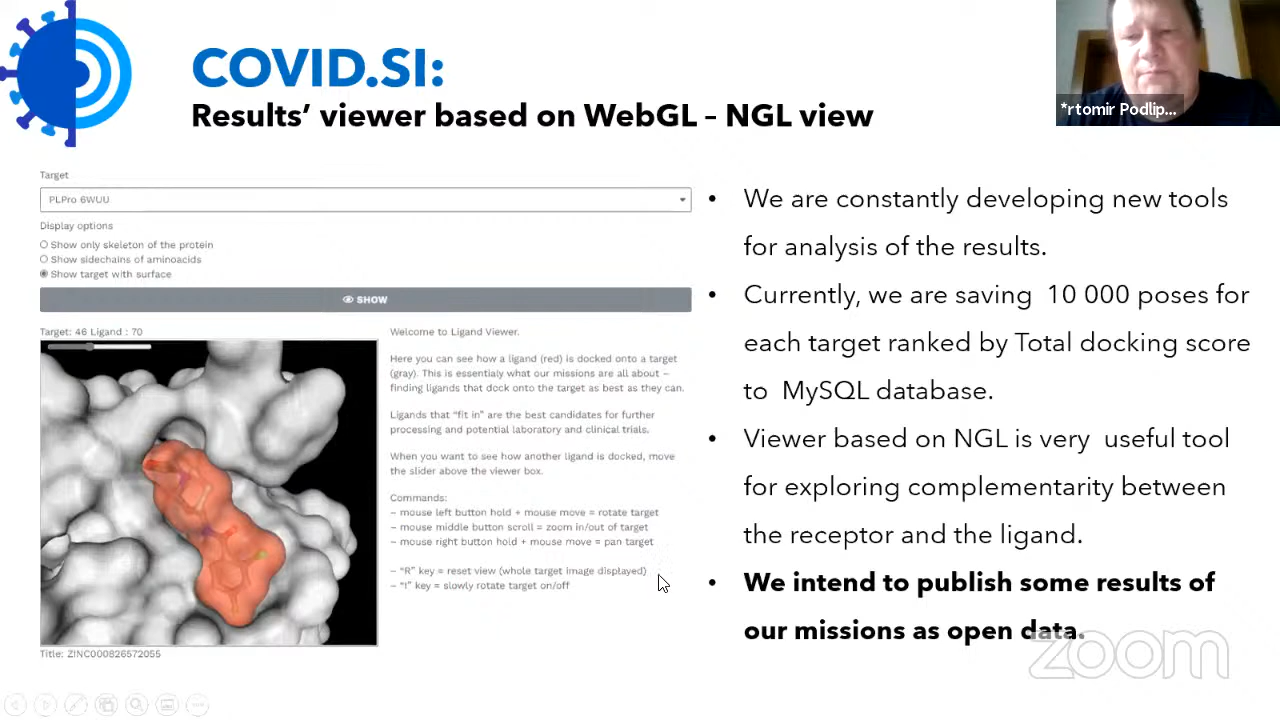 COVID.SI:
Results’ viewer based on WebGL – NGL view
*rtomir Podlip...
Target
PLPro 6WUU
Display options
Show only skeleton of the protein
Show sidechains of aminoacids
Show target with surface
SHOW
Target: 46 Ligand : 70
Welcome to Ligand Viewer.
Here you can see how a ligand (red) is docked onto a target
(gray). This is essentialy what our missions are all about –
finding ligands that dock onto the target as best as they can.
Ligands that “fit in” are the best candidates for further
processing and potential laboratory and clinical trials.
When you want to see how another ligand is docked, move
the slider above the viewer box.
Commands:
– mouse left button hold + mouse move = rotate target
– mouse middle button scroll = zoom in/out of target
– mouse right button hold + mouse move = pan target
– “R” key = reset view (whole target image displayed)
– “I” key = slowly rotate target on/off
Title: ZINC000826572055
• We are constantly developing new tools
for analysis of the results.
• Currently, we are saving 10 000 poses for
each target ranked by Total docking score
to MySQL database.
• Viewer based on NGL is very useful tool
for exploring complementarity between
the receptor and the ligand.
• We intend to publish some results of
our missions as open data.
zoom